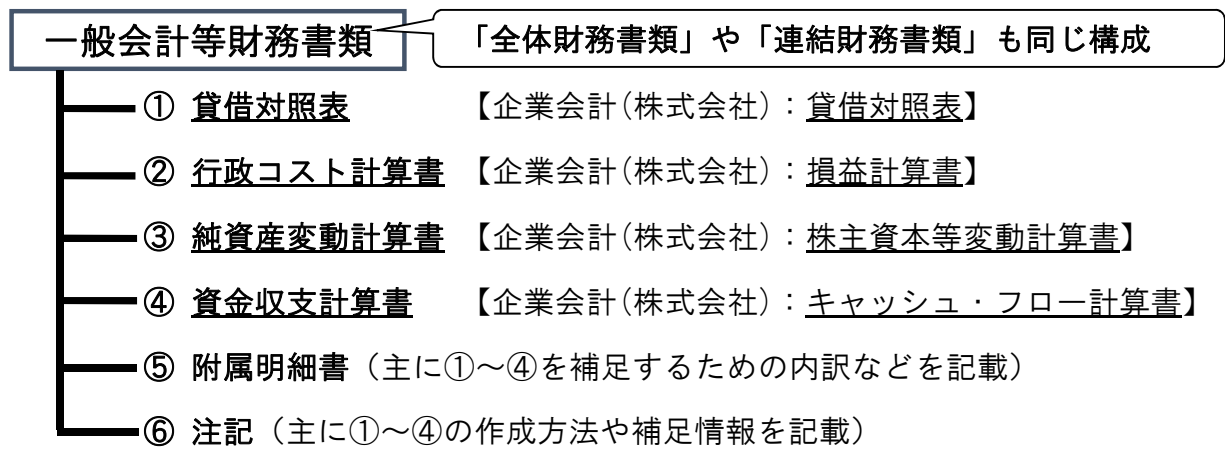 一般会計等財務書類
「全体財務書類」や「連結財務書類」も同じ構成
① 貸借対照表 【企業会計(株式会社):貸借対照表】
② 行政コスト計算書 【企業会計(株式会社):損益計算書】
③ 純資産変動計算書 【企業会計(株式会社):株主資本等変動計算書】
④ 資金収支計算書 【企業会計(株式会社):キャッシュ・フロー計算書】
⑤ 附属明細書(主に①~④を補足するための内訳などを記載)
⑥ 注記(主に①~④の作成方法や補足情報を記載)